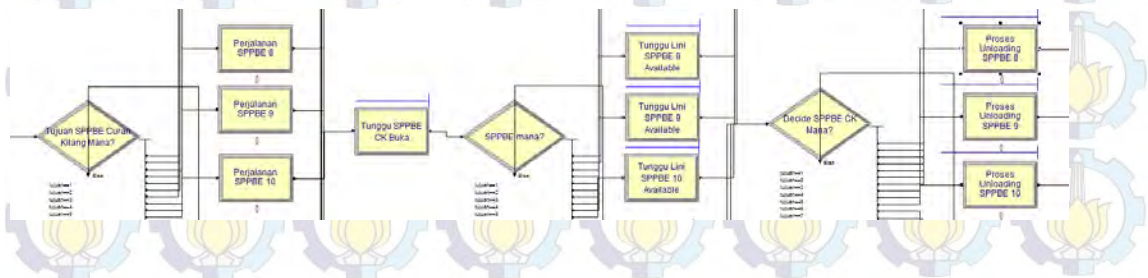 Tujuan SPPBE Curah
Kilang Mana?
Else
Perjalanan
SPPBE 8
Perjalanan
SPPBE 9
Perjalanan
SPPBE 10
Tunggu SPPBE
CK Buka
SPPBE mana?
Else
Tunggu Lini
SPPBE 8
Available
Tunggu Lini
SPPBE 9
Available
Tunggu Lini
SPPBE 10
Available
Decide SPPBE CK
Mana?
Else
Proses
Unloading
SPPBE 8
Proses
Unloading
SPPBE 9
Proses
Unloading
SPPBE 10